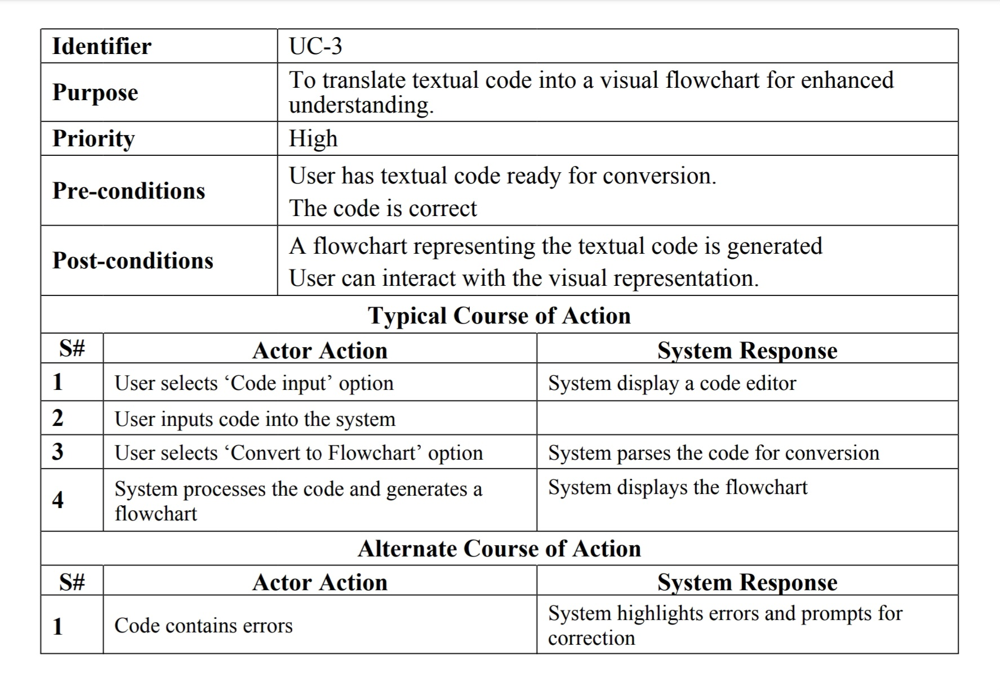 Identifier UC-3
Purpose To translate textual code into a visual flowchart for enhanced
understanding.
Priority High
Pre-conditions User has textual code ready for conversion.
The code is correct
Post-conditions A flowchart representing the textual code is generated
User can interact with the visual representation.
Typical Course of Action
S# Actor Action System Response
1 User selects ‘Code input’ option System display a code editor
2 User inputs code into the system
3 User selects ‘Convert to Flowchart’ option System parses the code for conversion
4 System processes the code and generates a
flowchart
System displays the flowchart
Alternate Course of Action
S# Actor Action System Response
1 Code contains errors System highlights errors and prompts for
correction